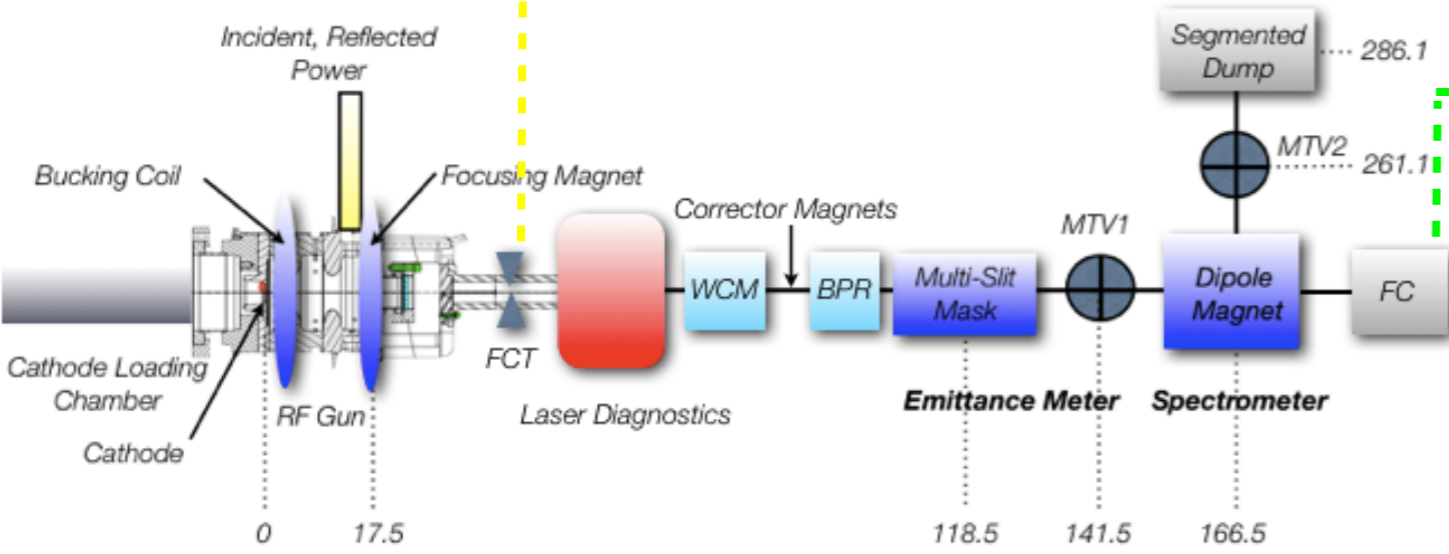 Incident, Reflected
Power
Segmented
Dump
286.1
MTV2
261.1
Bucking Coil
Focusing Magnet
Corrector Magnets
MTV1
WCM
BPR
Multi-Slit
Mask
Dipole
Magnet
FC
FCT
Cathode Loading
Chamber
RF Gun
Laser Diagnostics
Emittance Meter
Spectrometer
Cathode
0
17.5
118.5
141.5
166.5